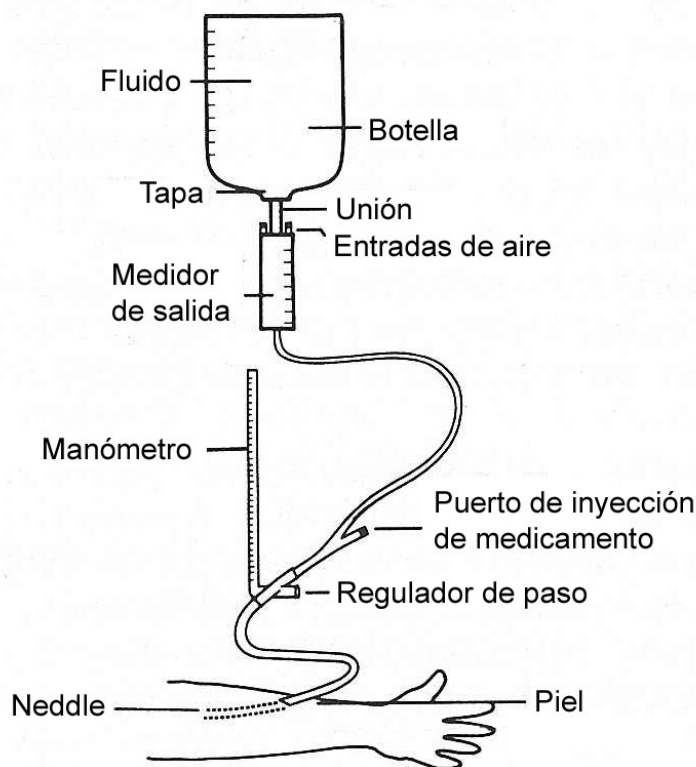 Fluido
Botella
Tapa
Unión
Entradas de aire
Medidor
de salida
Manómetro
Puerto de inyección
de medicamento
Regulador de paso
Neddle
Piel